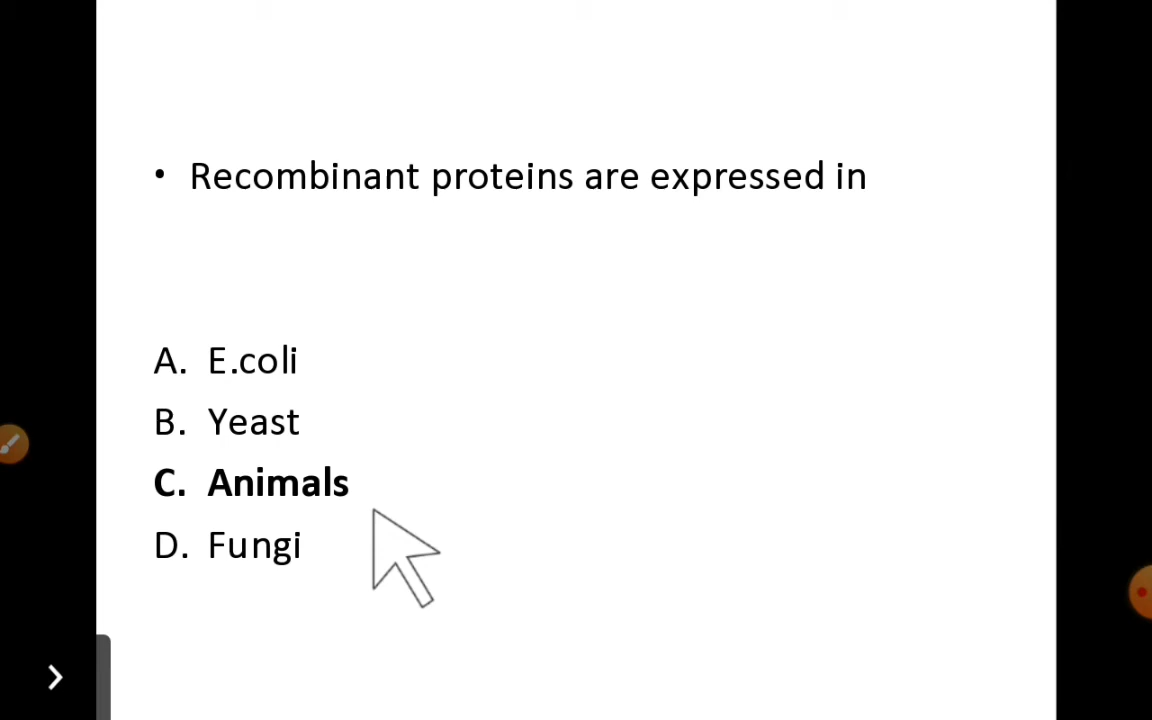 • Recombinant proteins are expressed in
A. E.coli
B. Yeast
C. Animals
D. Fungi